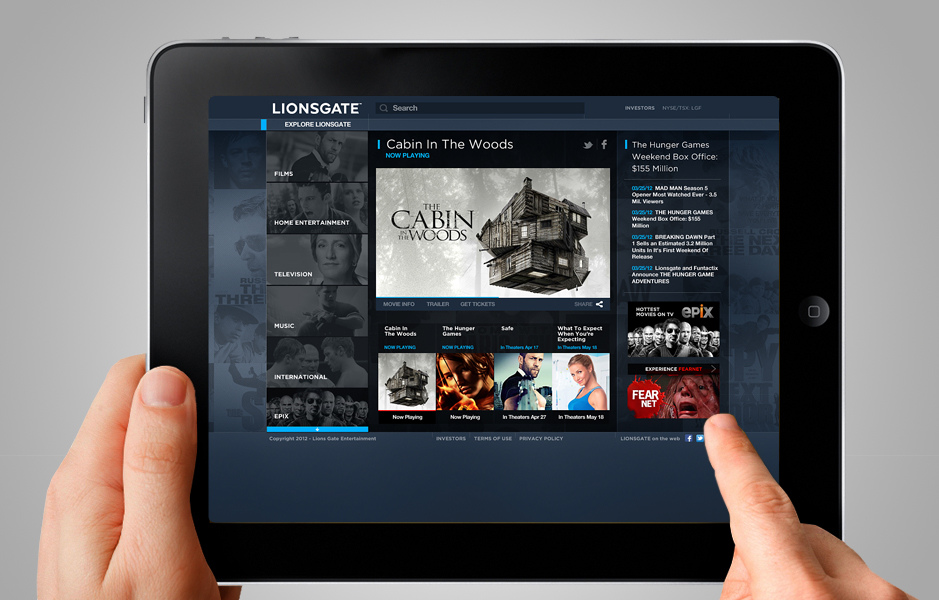 LIONSGATE
Search
INVESTORS NYSE/TSX: LGF
EXPLORE LIONSGATE
FILMS
HOME ENTERTAINMENT
TELEVISION
MUSIC
INTERNATIONAL
EPIX
Cabin In The Woods
NOW PLAYING
THE
CABIN
IN THE
WOODS
MOVIE INFO TRAILER GET TICKETS SHARE
Cabin In
The Woods
NOW PLAYING
Now Playing
The Hunger
Games
NOW PLAYING
Now Playing
Safe
In Theaters Apr 17
In Theaters Apr 27
What To Expect
When You're
Expecting
In Theaters May 18
In Theaters May 18
The Hunger Games
Weekend Box Office:
$155 Million
03/25/12 MAD MAN Season 5
Opener Most Watched Ever - 3.5
Mil. Viewers
03/25/12 THE HUNGER GAMES
Weekend Box Office: $155
Million
03/25/12 BREAKING DAWN Part
1 Sells an Estimated 3.2 Million
Units In It's First Weekend Of
Release
03/25/12 Lionsgate and Funtactix
Announce THE HUNGER GAME
ADVENTURES
HOTTEST
MOVIES ON TV
epix
EXPERIENCE FEARNET
FEAR
NET
Copyright 2012 - Lions Gate Entertainment
INVESTORS TERMS OF USE PRIVACY POLICY
LIONSGATE on the web